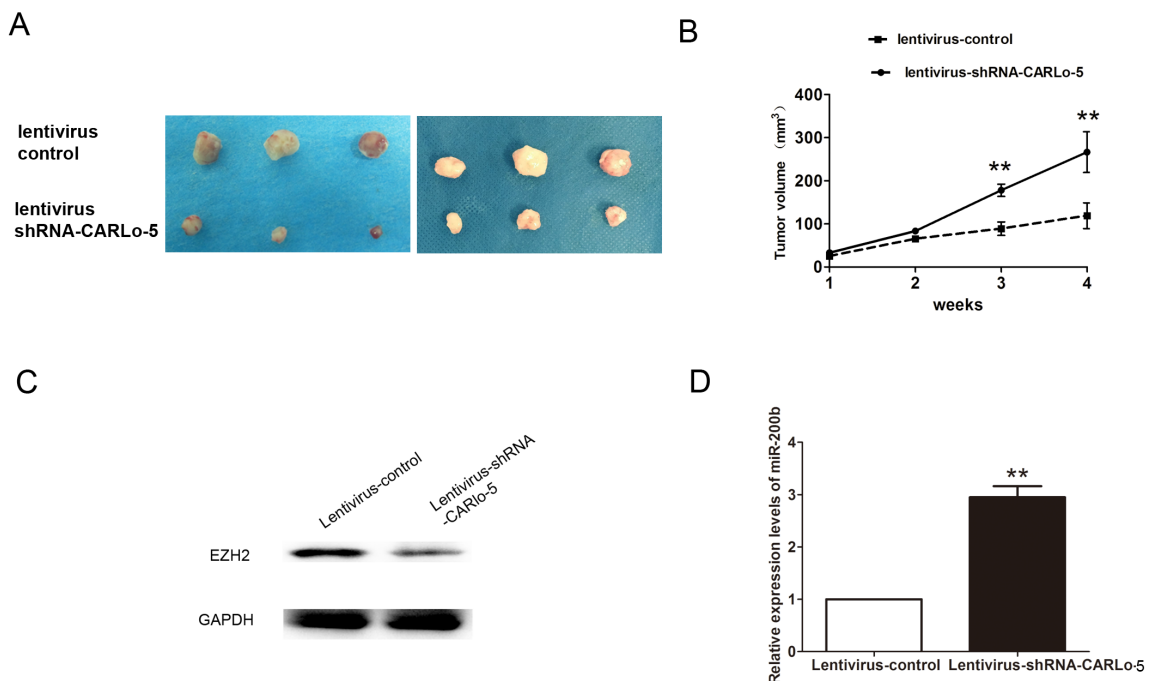 A
lentivirus
control
lentivirus
shRNA-CARLo-5
B
lentivirus-control
lentivirus-shRNA-CARLo-5
Tumor volume （mm³）
400
300
200
100
0
**
**
1 2 3 4
weeks
C
Lentivirus-control
Lentivirus-shRNA
-CARlo-5
EZH2
GAPDH
D
Relative expression levels of miR-200b
4
3
2
1
0
**
Lentivirus-control Lentivirus-shRNA-CARLo-5